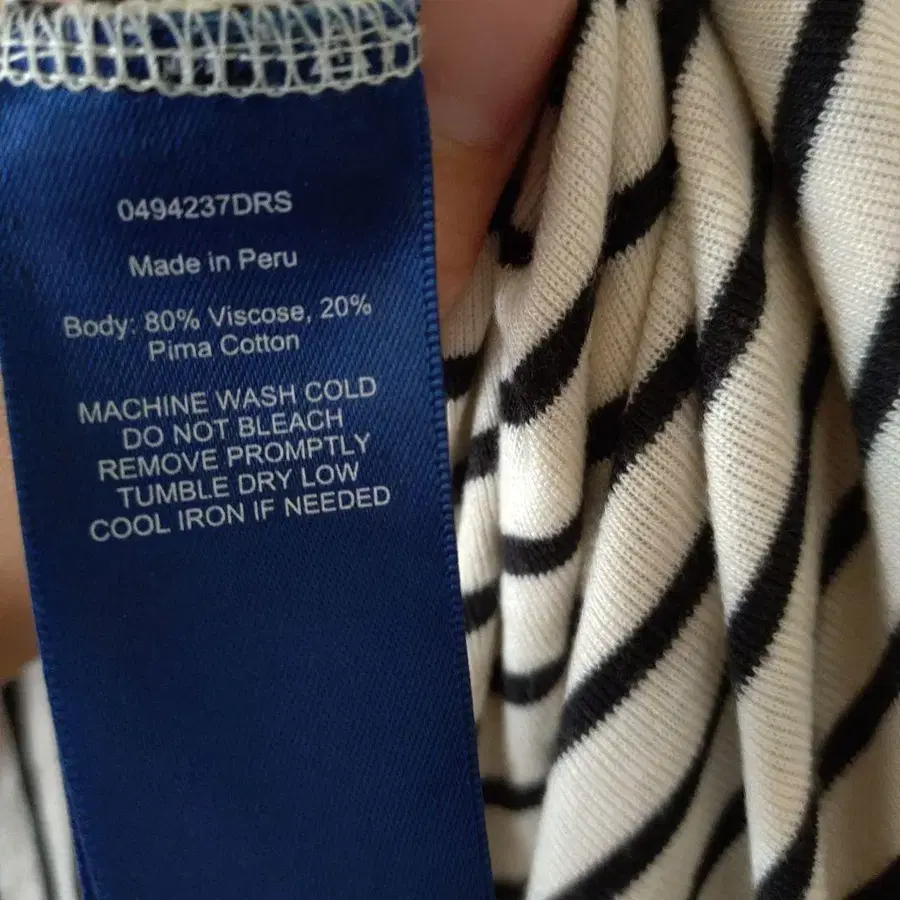 0494237DRS
Made in Peru
Body: 80% Viscose, 20%
Pima Cotton
MACHINE WASH COLD
DO NOT BLEACH
REMOVE PROMPTLY
TUMBLE DRY LOW
COOL IRON IF NEEDED